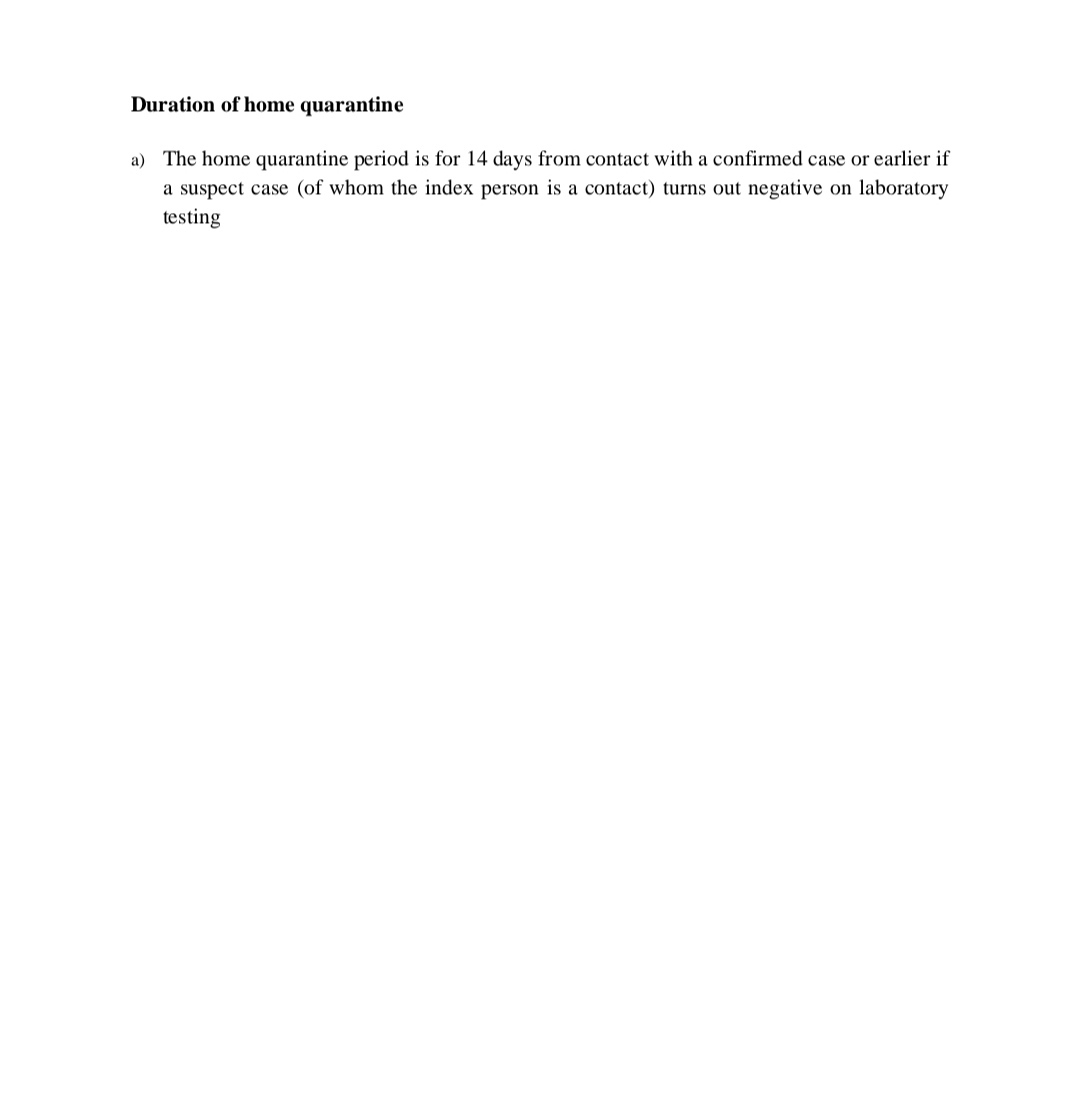 Duration of home quarantine
a) The home quarantine period is for 14 days from contact with a confirmed case or earlier if
a suspect case (of whom the index person is a contact) turns out negative on laboratory
testing